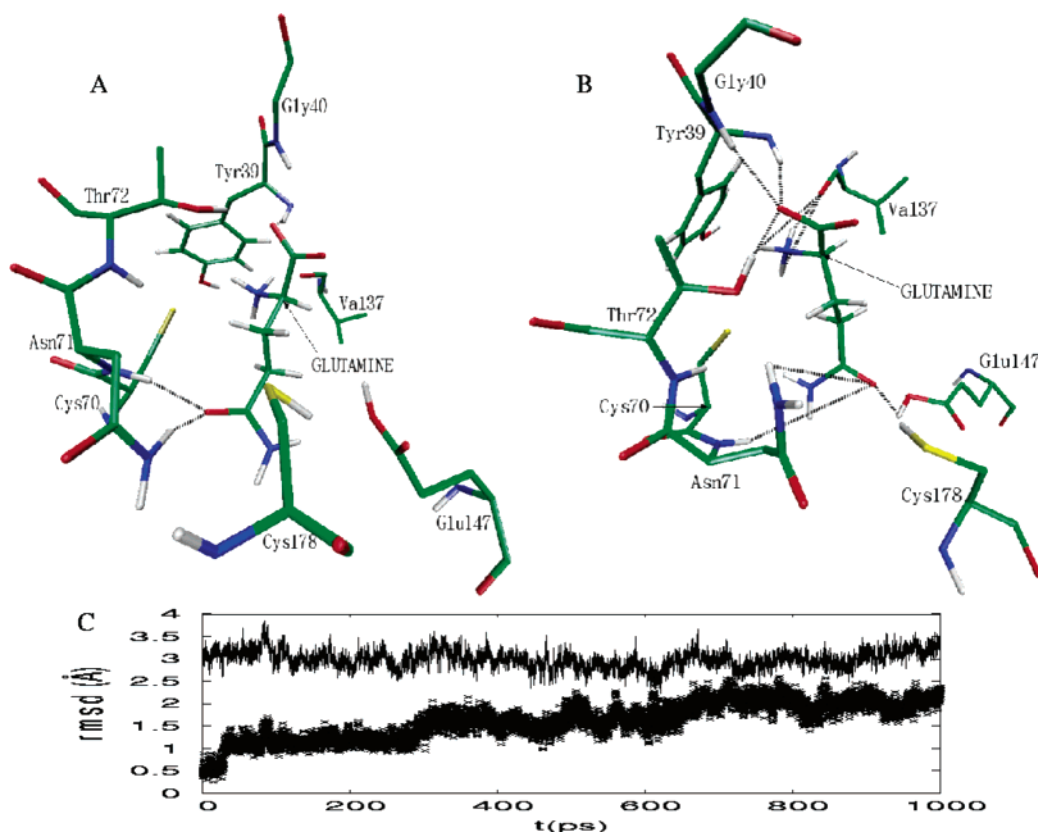 A
Gly40
Tyr39
Thr72
Val37
Asn71
GLUTAMINE
Cys70
Glu147
Cys178
B
Gly40
Tyr39
Val37
GLUTAMINE
Thr72
Glu147
Cys70
Asn71
Cys178
C
rmsd(Å)
4
3.5
3
2.5
2
1.5
1
0.5
0
0 200 400 600 800 1000
t(ps)